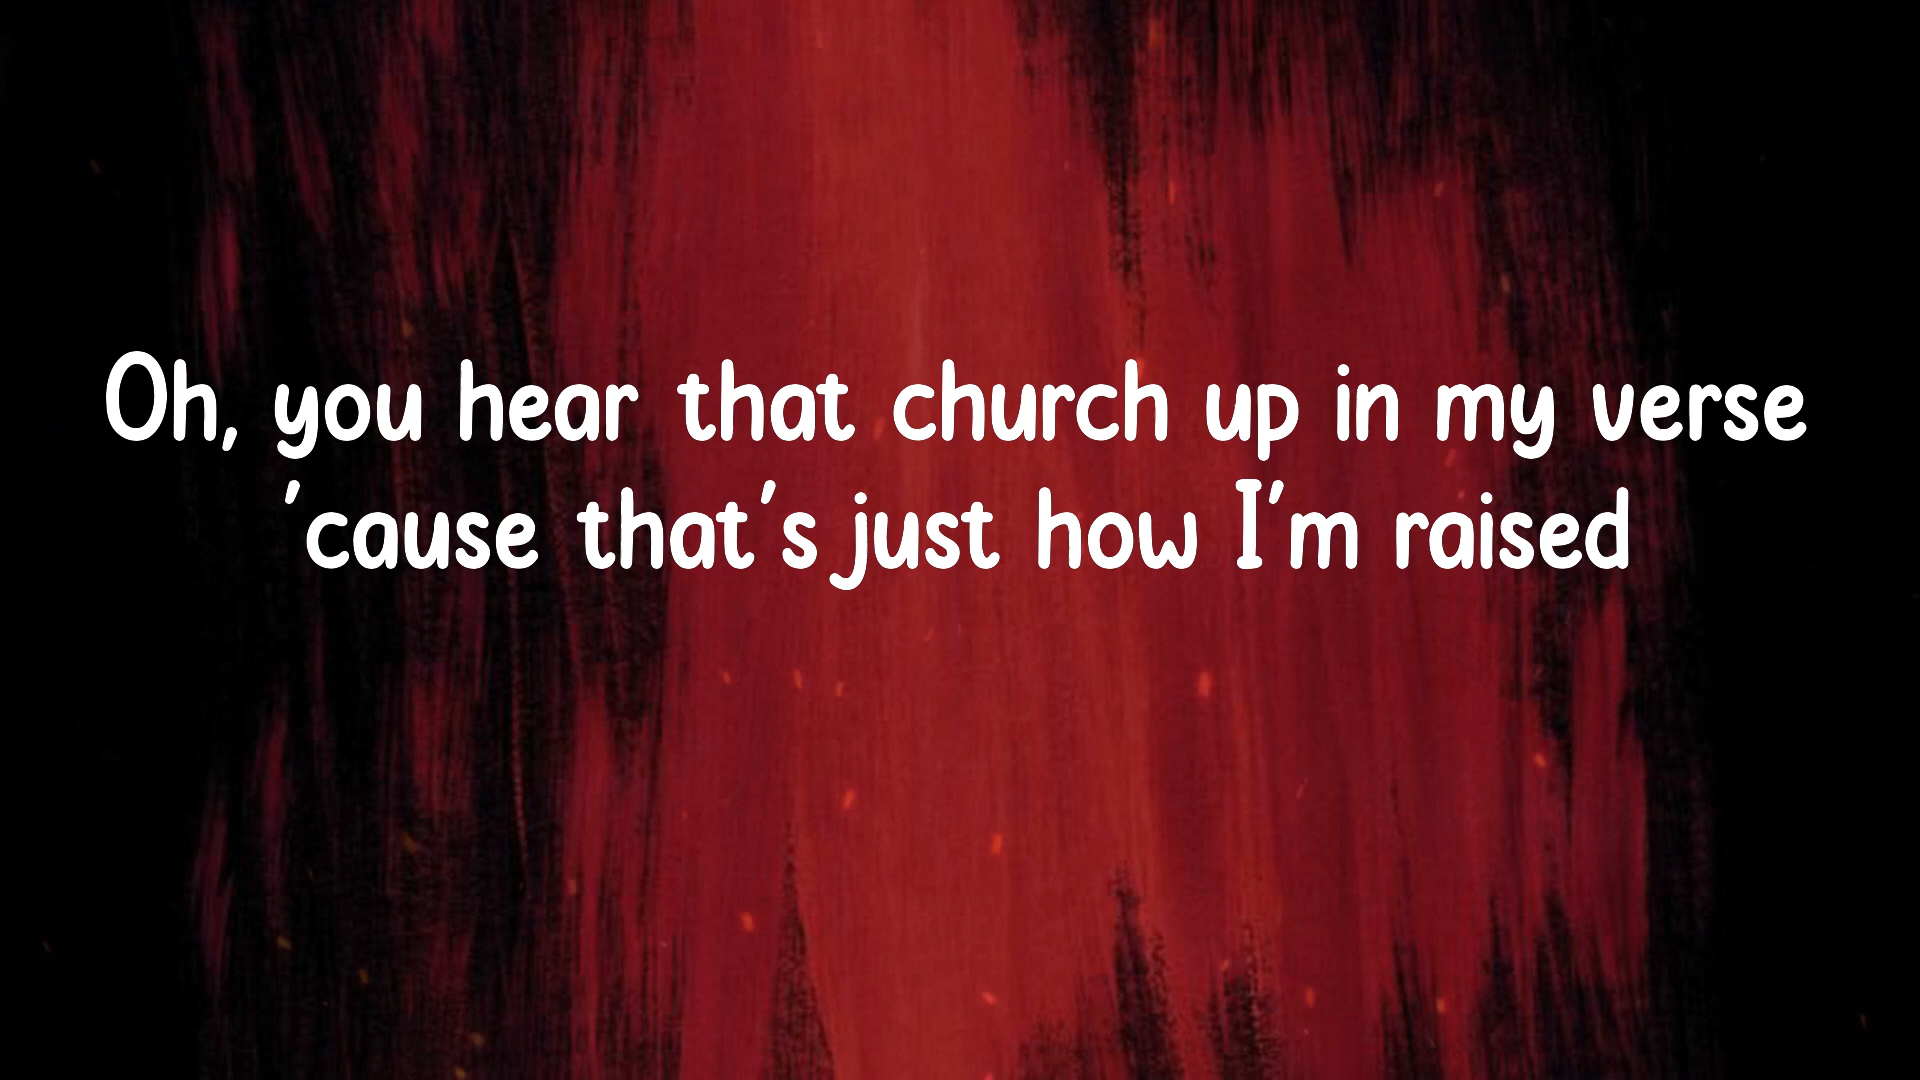 Oh, you hear that church up in my verse
'cause that's just how I'm raised